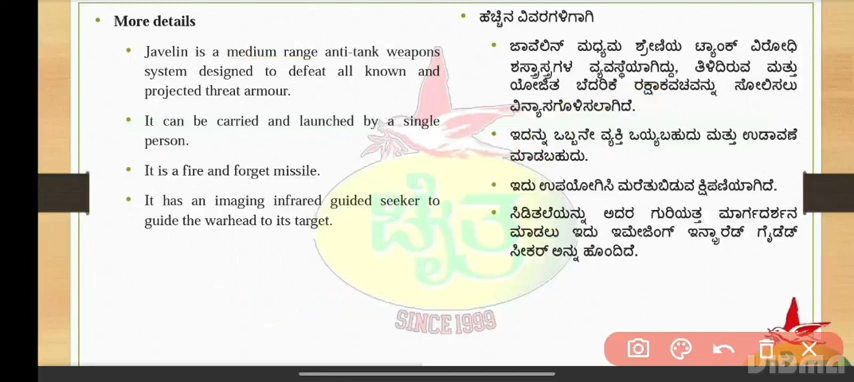 More details
Javelin is a medium range anti-tank weapons
system designed to defeat all known and
projected threat armour.
It can be carried and launched by a single
person.
It is a fire and forget missile.
It has an imaging infrared guided seeker to
guide the warhead to its target.
ಹೆಚ್ಚಿನ ವಿವರಗಳಿಗಾಗಿ
ಜಾವೆಲಿನ್ ಮಧ್ಯಮ ಶ್ರೇಣಿಯ ಟ್ಯಾಂಕ್ ವಿರೋಧಿ
ಶಸ್ತ್ರಾಸ್ತ್ರಗಳ ವ್ಯವಸ್ಥೆಯಾಗಿದ್ದು, ತಿಳಿದಿರುವ ಮತ್ತು
ಯೋಜಿತ ಬೆದರಿಕೆ ರಕ್ಷಾಕವಚವನ್ನು ಸೋಲಿಸಲು
ವಿನ್ಯಾಸಗೊಳಿಸಲಾಗಿದೆ.
ಇದನ್ನು ಒಬ್ಬನೇ ವ್ಯಕ್ತಿ ಒಯ್ಯಬಹುದು ಮತ್ತು ಉಡಾವಣೆ
ಮಾಡಬಹುದು.
ಇದು ಉಪಯೋಗಿಸಿ ಮರೆತುಬಿಡುವ ಕ್ಷಿಪಣಿಯಾಗಿದೆ.
ಸಿಡಿತಲೆಯನ್ನು ಅದರ ಗುರಿಯತ್ತ ಮಾರ್ಗದರ್ಶನ
ಮಾಡಲು ಇದು ಇಮೇಜಿಂಗ್ ಇನ್ಫ್ರಾರೆಡ್ ಗೈಡೆಡ್
ಸೀಕರ್ ಅನ್ನು ಹೊಂದಿದೆ.
ಚೈತ್ರ
SINCE 1999
ViDma